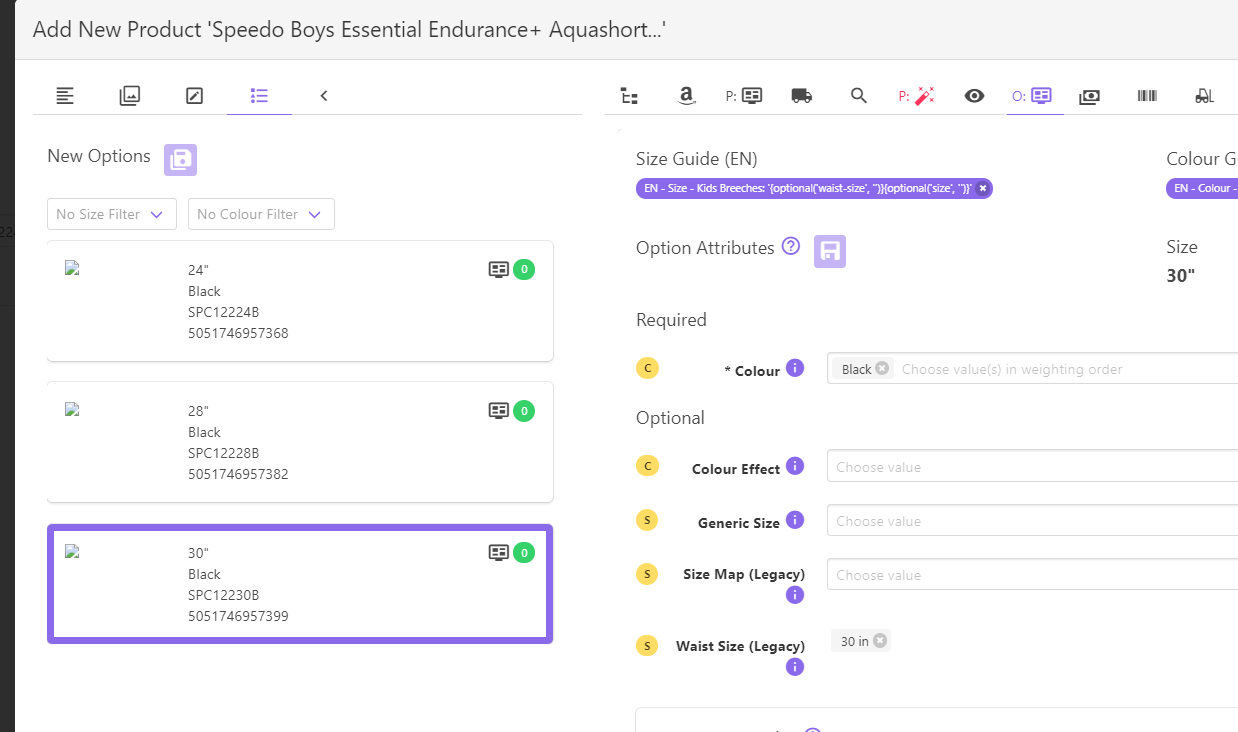 Add New Product 'Speedo Boys Essential Endurance+ Aquashort...'
P:
P:
O:
New Options
No Size Filter
No Colour Filter
24"
Black
SPC12224B
5051746957368
0
28"
Black
SPC12228B
5051746957382
0
30"
Black
SPC12230B
5051746957399
0
Size Guide (EN)
EN - Size - Kids Breeches: '{optional('waist-size', '')}{optional('size', '')}'
Colour G
EN - Colour -
Option Attributes
Size
30"
Required
C
* Colour
Black
Choose value(s) in weighting order
Optional
C
Colour Effect
Choose value
S
Generic Size
Choose value
S
Size Map (Legacy)
Choose value
S
Waist Size (Legacy)
30 in